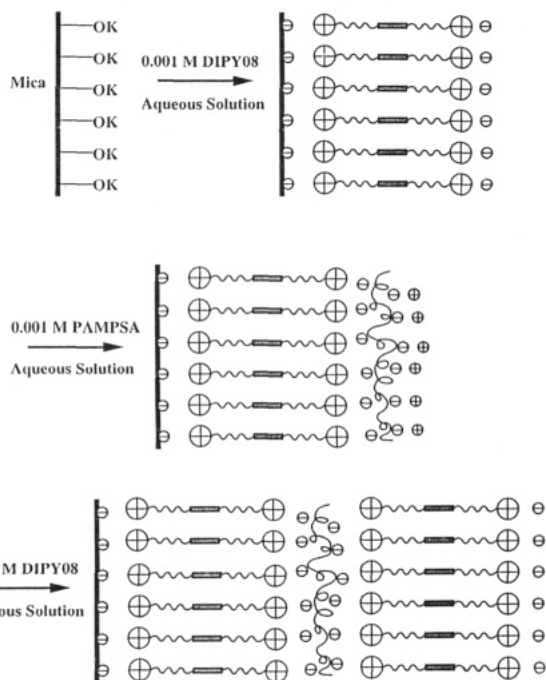 OK
OK
Mica
OK
OK
OK
OK
0.001 M DIPY08
Aqueous Solution
0.001 M PAMPSA
Aqueous Solution
M DIPY08
ous Solution